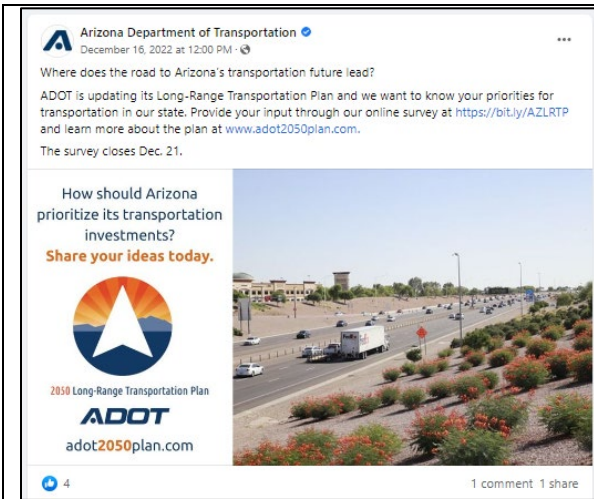 Arizona Department of Transportation
December 16, 2022 at 12:00 PM ·
Where does the road to Arizona's transportation future lead?
ADOT is updating its Long-Range Transportation Plan and we want to know your priorities for
transportation in our state. Provide your input through our online survey at https://bit.ly/AZLRTP
and learn more about the plan at www.adot2050plan.com.
The survey closes Dec. 21.
How should Arizona
prioritize its transportation
investments?
Share your ideas today.
2050 Long-Range Transportation Plan
ADOT
adot2050plan.com
4
1 comment 1 share